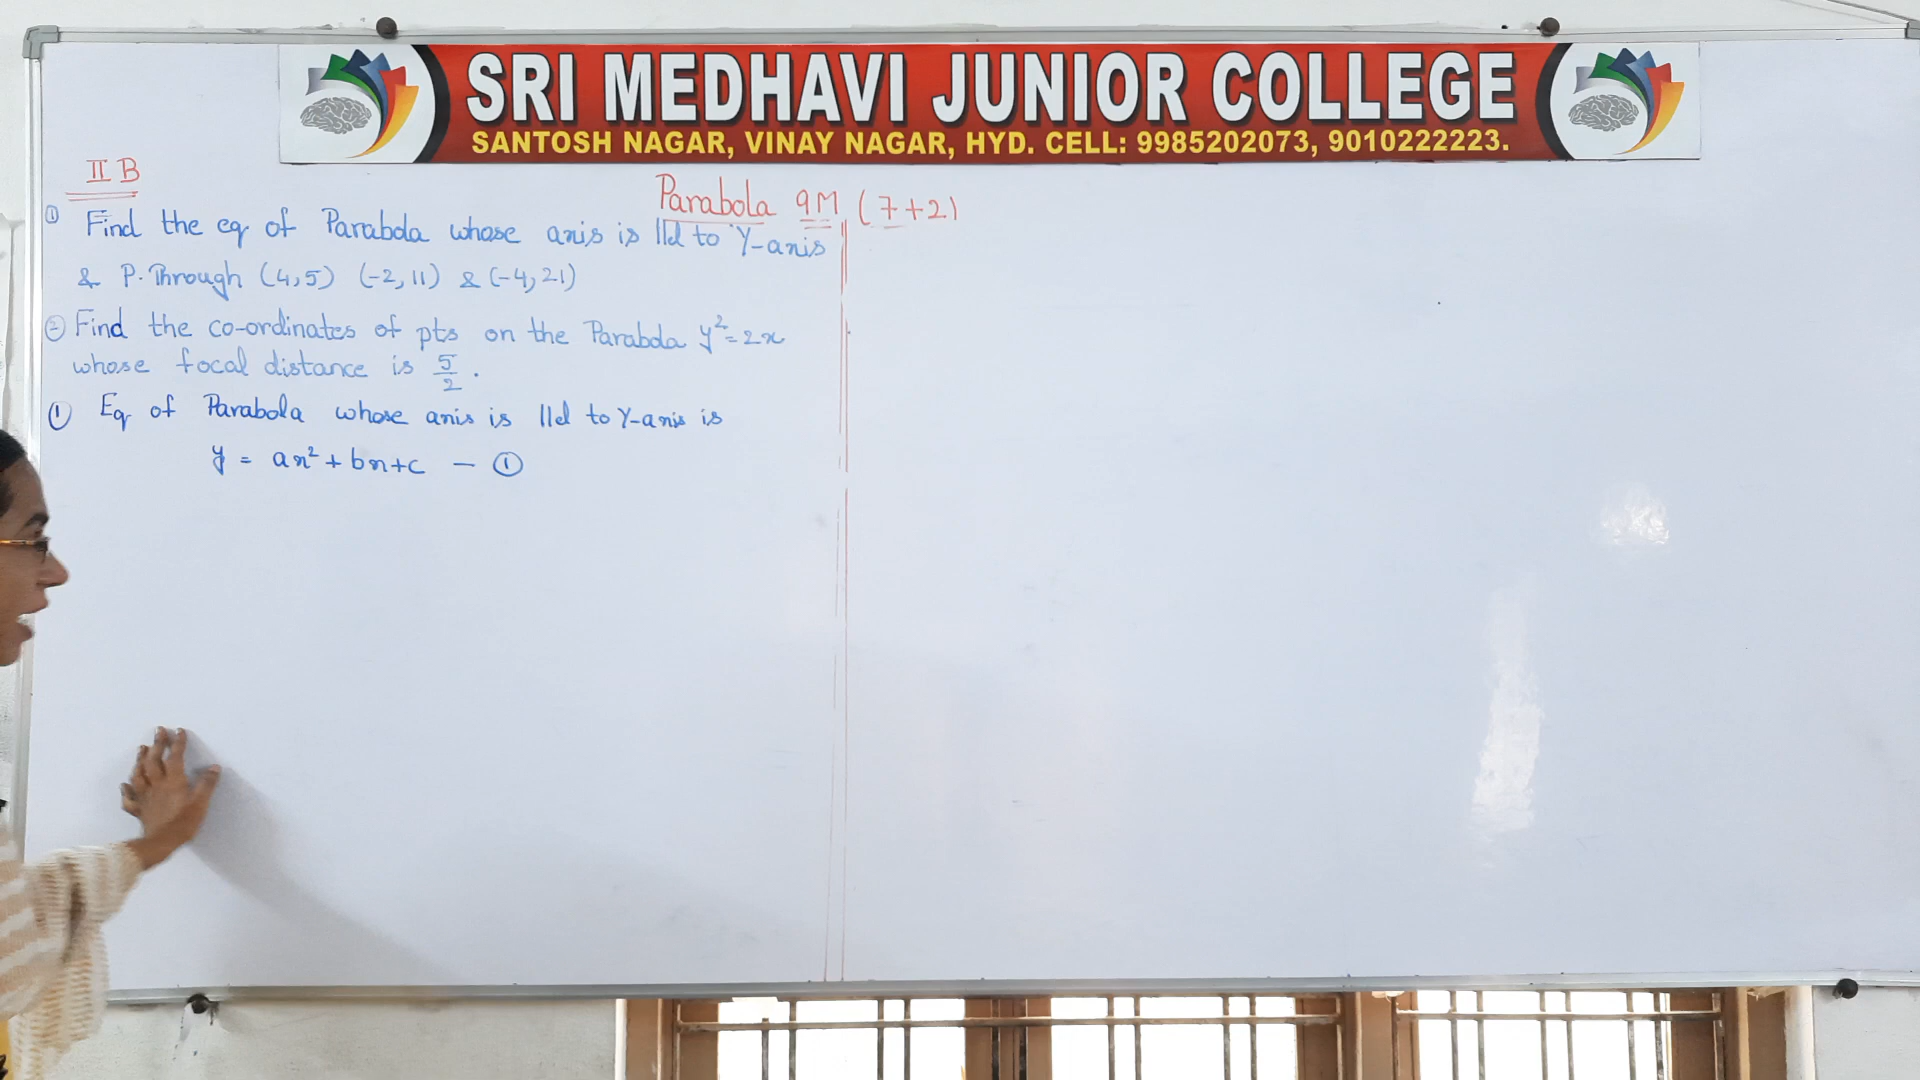 SRI MEDHAVI JUNIOR COLLEGE
SANTOSH NAGAR, VINAY NAGAR, HYD. CELL: 9985202073, 9010222223.
II B
Parabola 9M (7+2)
① Find the eq of Parabola whose axis is ||el to Y-axis
& P. Through (4,5) (-2, 11) & (-4, 21)
② Find the co-ordinates of pts on the Parabola y²=2x
whose focal distance is 5/2.
① Eq of Parabola whose axis is ||el to Y-axis is
y = ax² + bx + c — ①